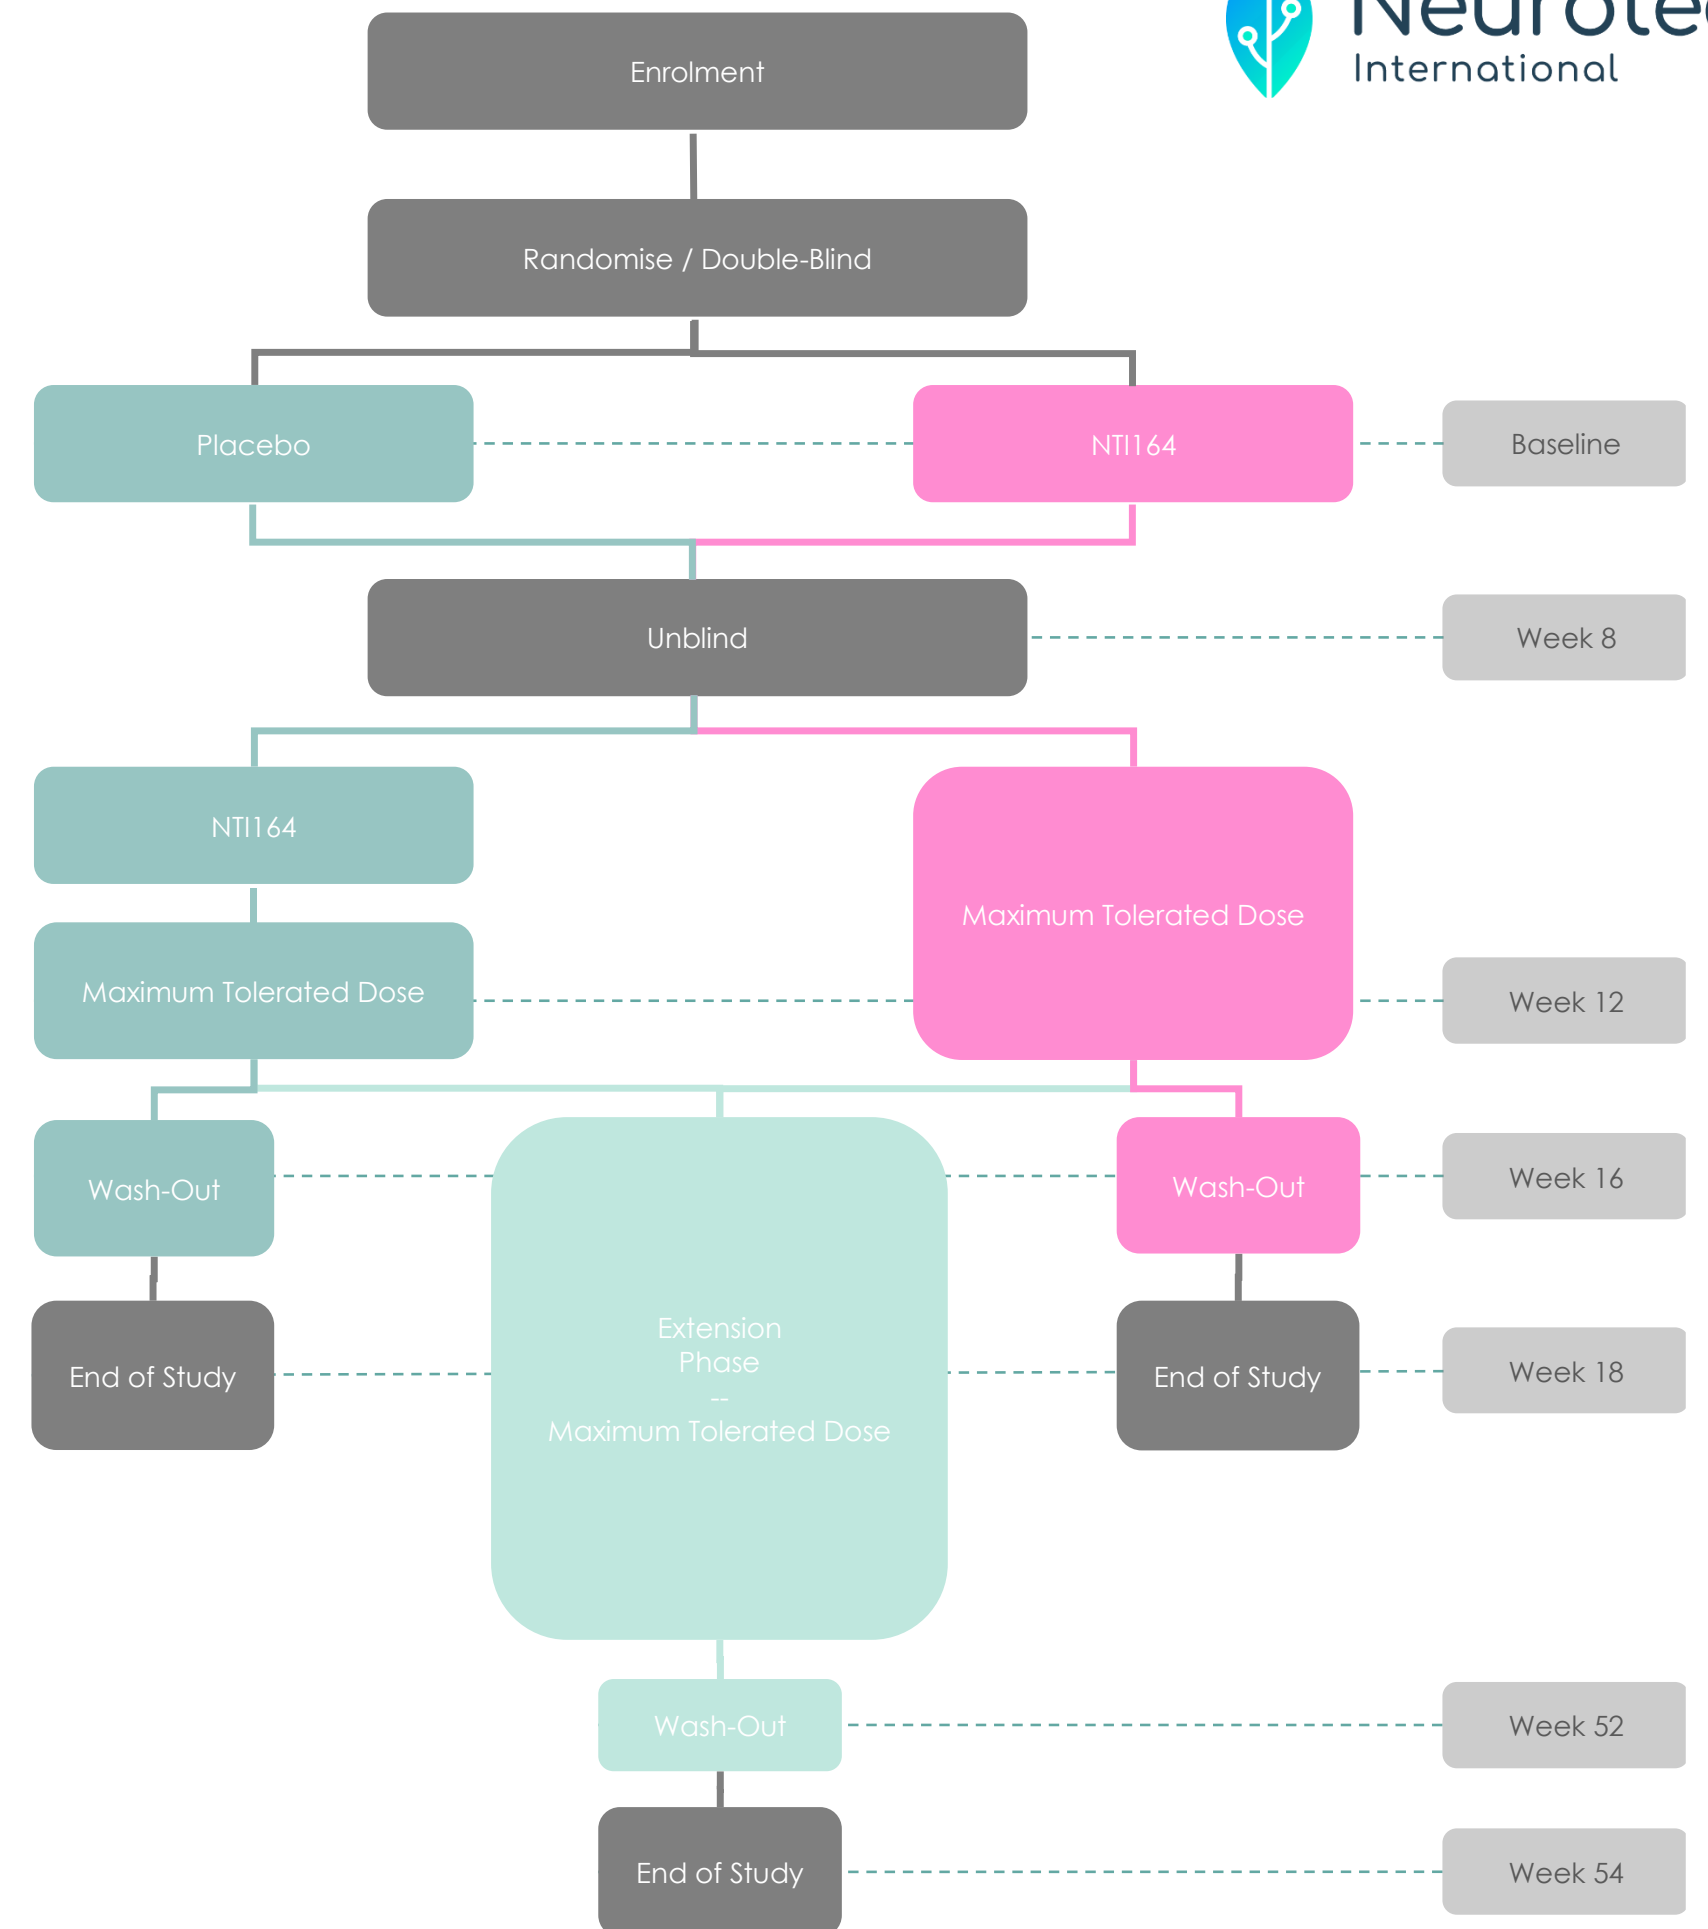 International
Enrolment
Randomise / Double-Blind
Placebo
NTI164
Baseline
Unblind
Week 8
NTI164
Maximum Tolerated Dose
Maximum Tolerated Dose
Week 12
Wash-Out
Wash-Out
Week 16
Extension
Phase
--
Maximum Tolerated Dose
End of Study
End of Study
Week 18
Wash-Out
Week 52
End of Study
Week 54